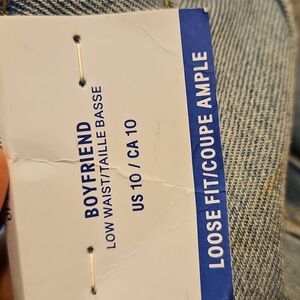 BOYFRIEND
LOW WAIST/TAILLE BASSE
US 10 / CA 10
LOOSE FIT/COUPE AMPLE